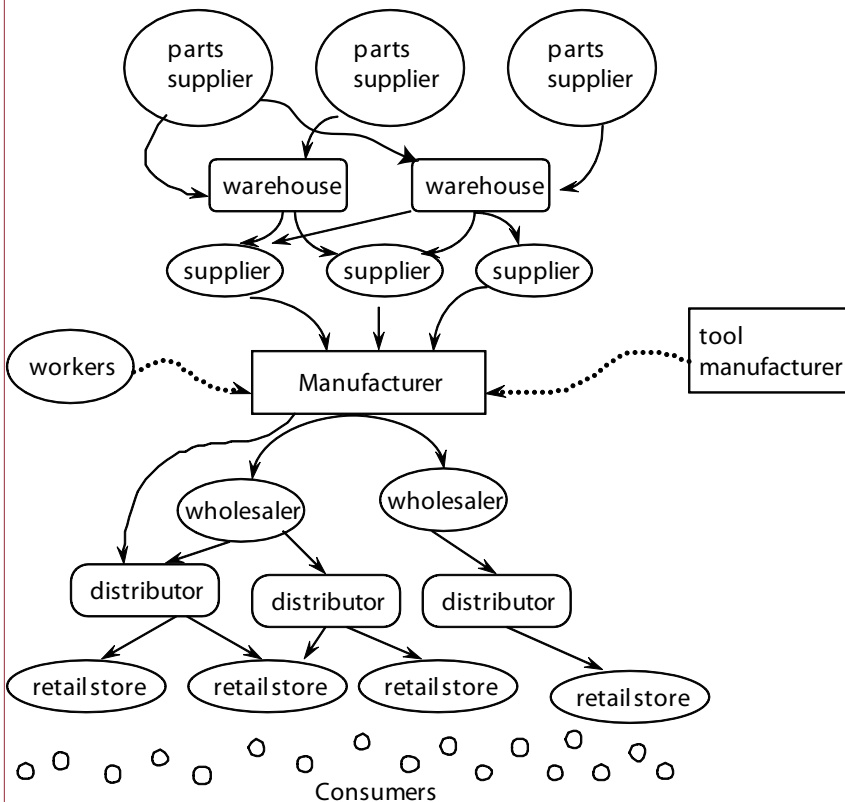 parts
supplier
parts
supplier
parts
supplier
warehouse
warehouse
supplier
supplier
supplier
workers
Manufacturer
tool
manufacturer
wholesaler
wholesaler
distributor
distributor
distributor
retail store
retail store
retail store
retail store
Consumers